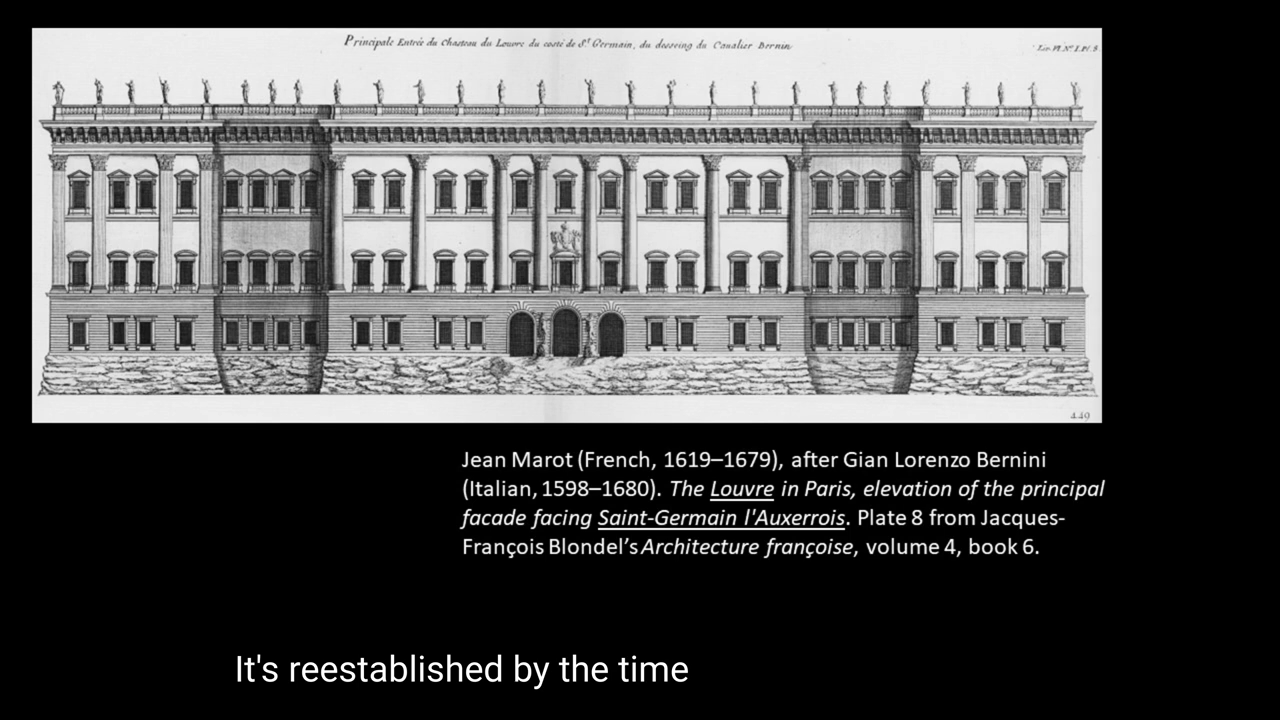 Principale Entrée du Chasteau du Louvre du costé de St Germain, du desseing du Caualier Bernin
Jean Marot (French, 1619–1679), after Gian Lorenzo Bernini
(Italian, 1598–1680). The Louvre in Paris, elevation of the principal
facade facing Saint-Germain l'Auxerrois. Plate 8 from Jacques-
François Blondel's Architecture françoise, volume 4, book 6.
449
It's reestablished by the time